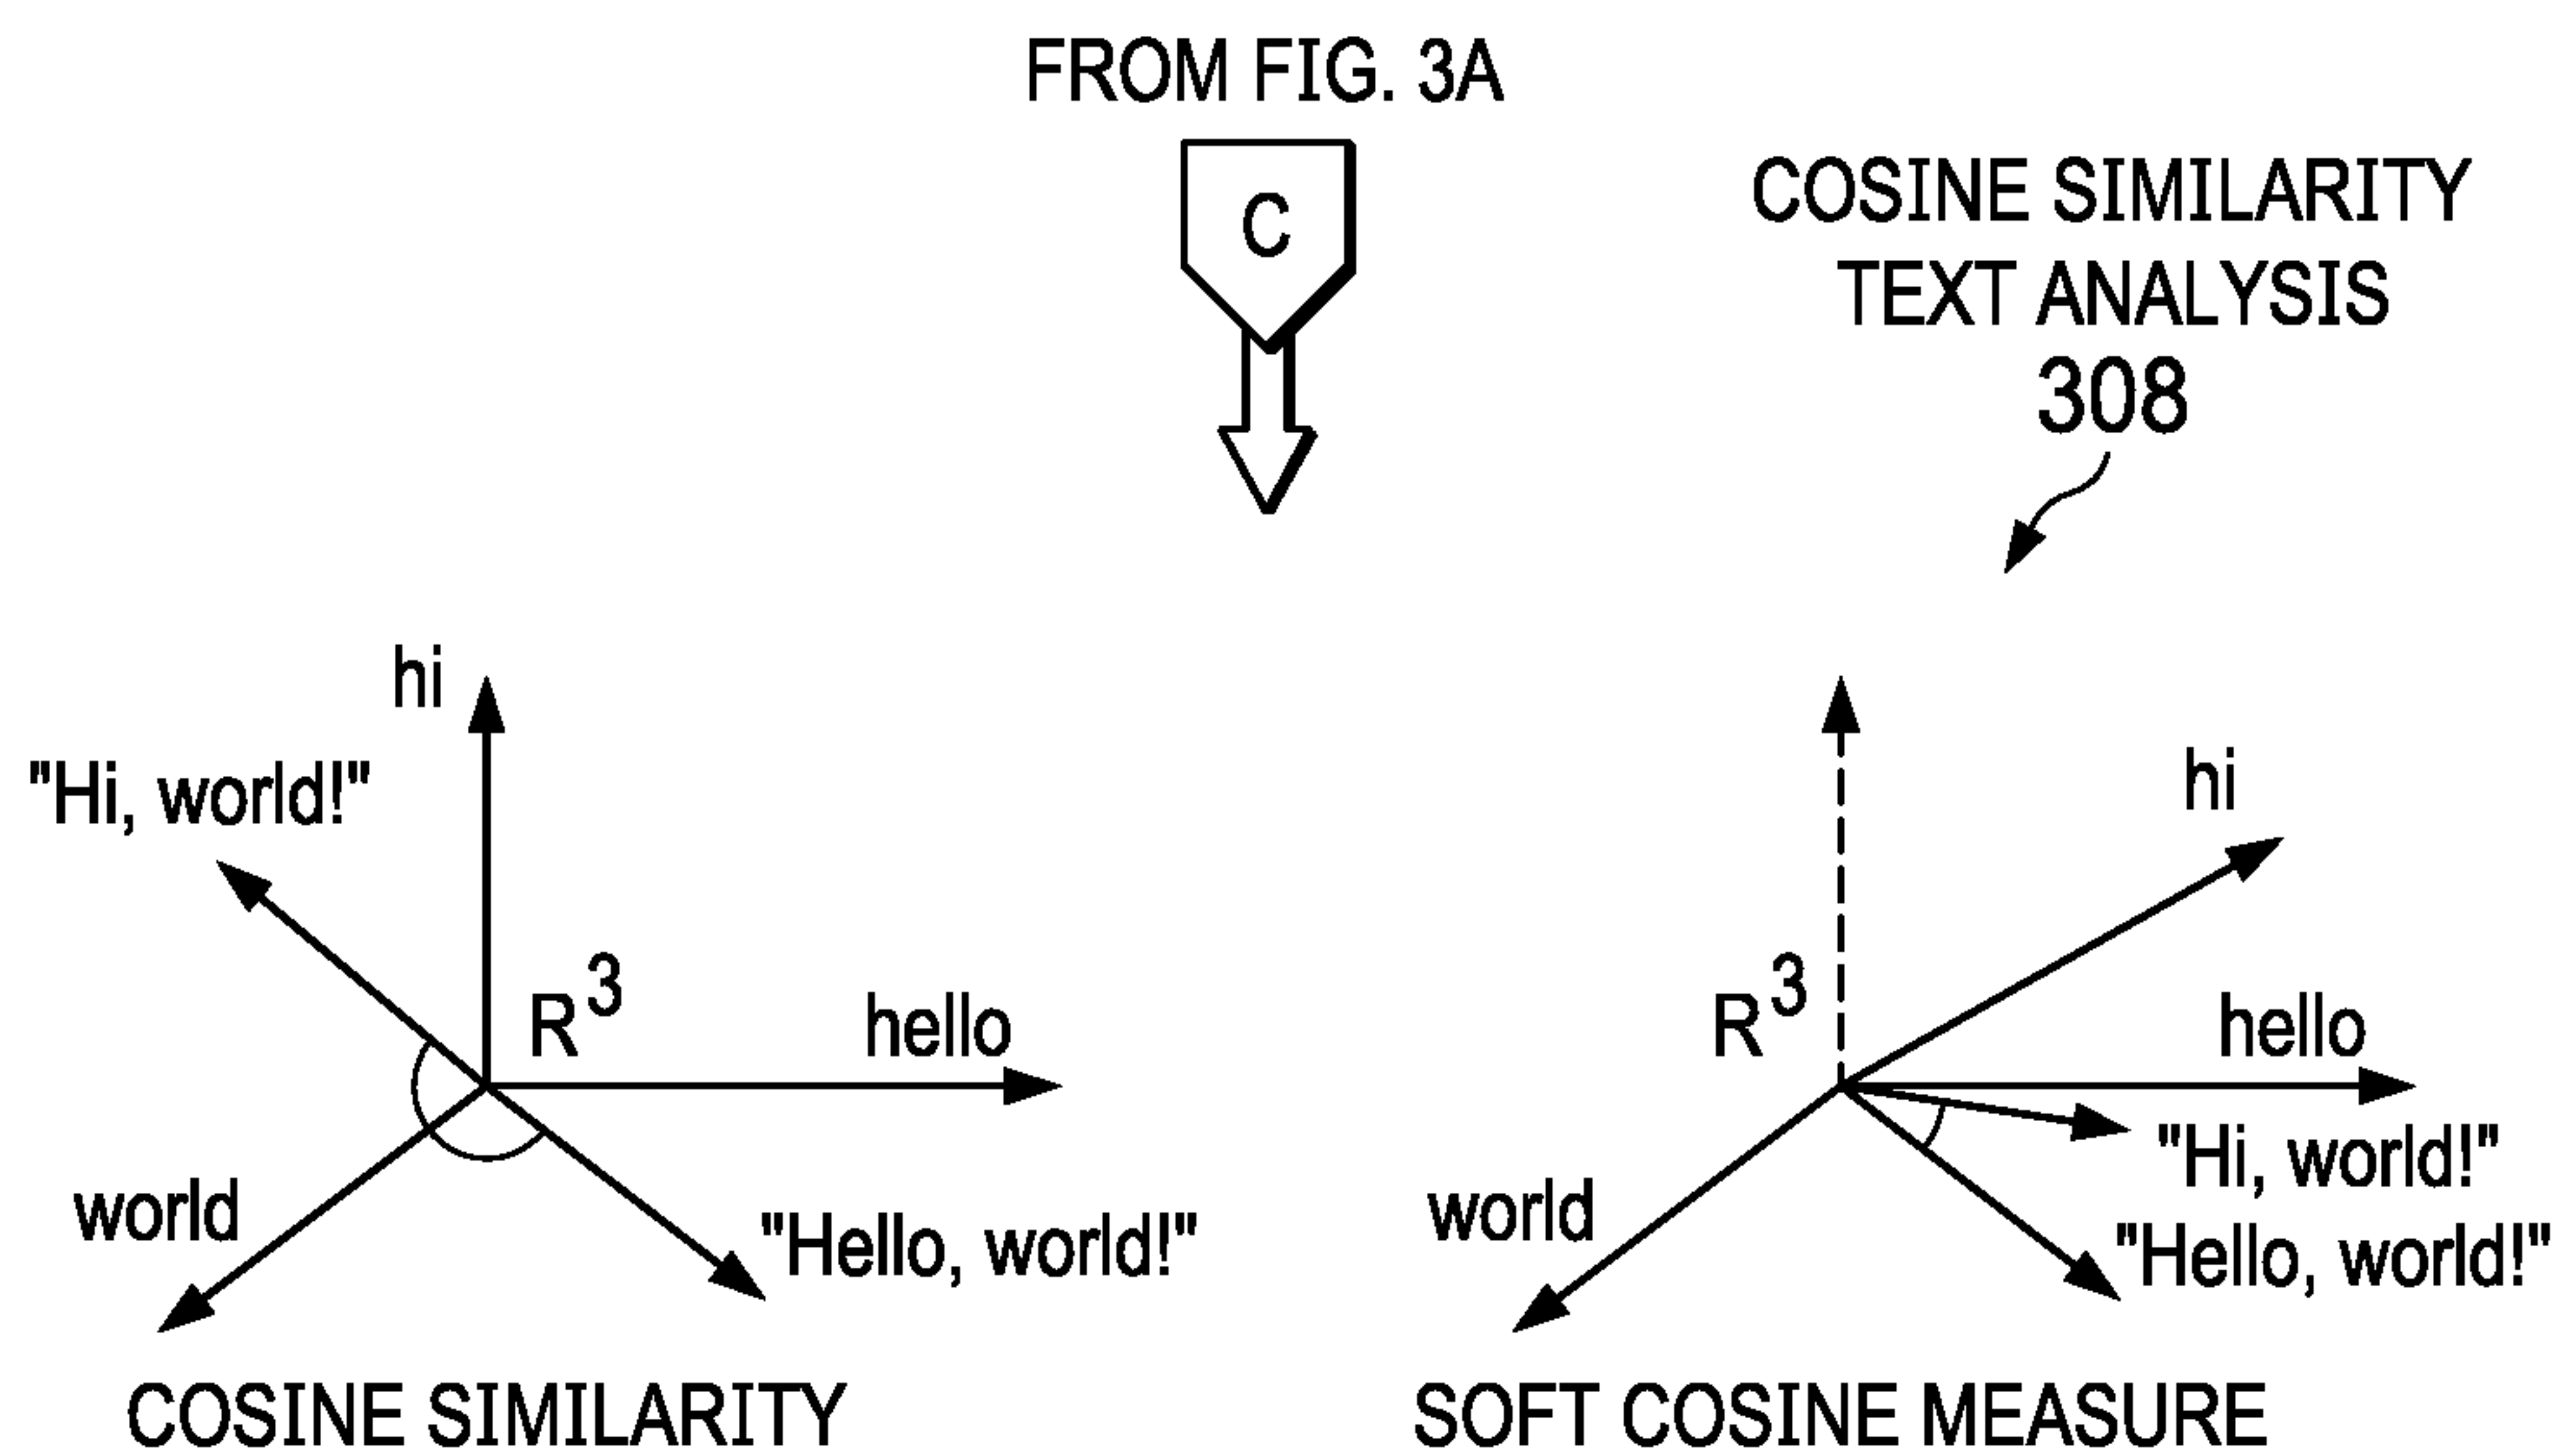 FROM FIG. 3A
C
COSINE SIMILARITY
TEXT ANALYSIS
308
hi
"Hi, world!"
R³
hello
world
"Hello, world!"
COSINE SIMILARITY
hi
R³
hello
"Hi, world!"
world
"Hello, world!"
SOFT COSINE MEASURE